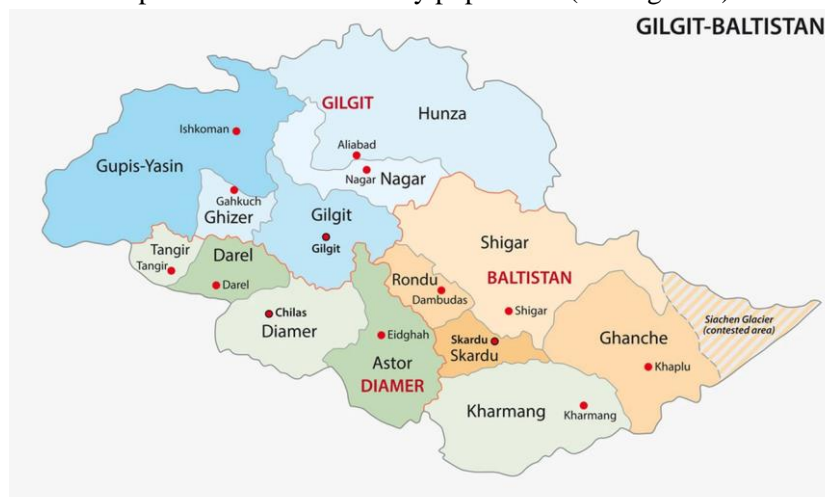 GILGIT-BALTISTAN
GILGIT
Hunza
Ishkoman
Aliabad
Gupis-Yasin
Nagar Nagar
Gahkuch
Ghizer
Gilgit
Gilgit
Tangir
Tangir
Darel
Darel
Shigar
Rondu
BALTISTAN
Dambudas
Shigar
Chilas
Diamer
Siachen Glacier
(contested area)
Eidghah
Skardu
Skardu
Ghanche
Astor
DIAMER
Khaplu
Kharmang
Kharmang